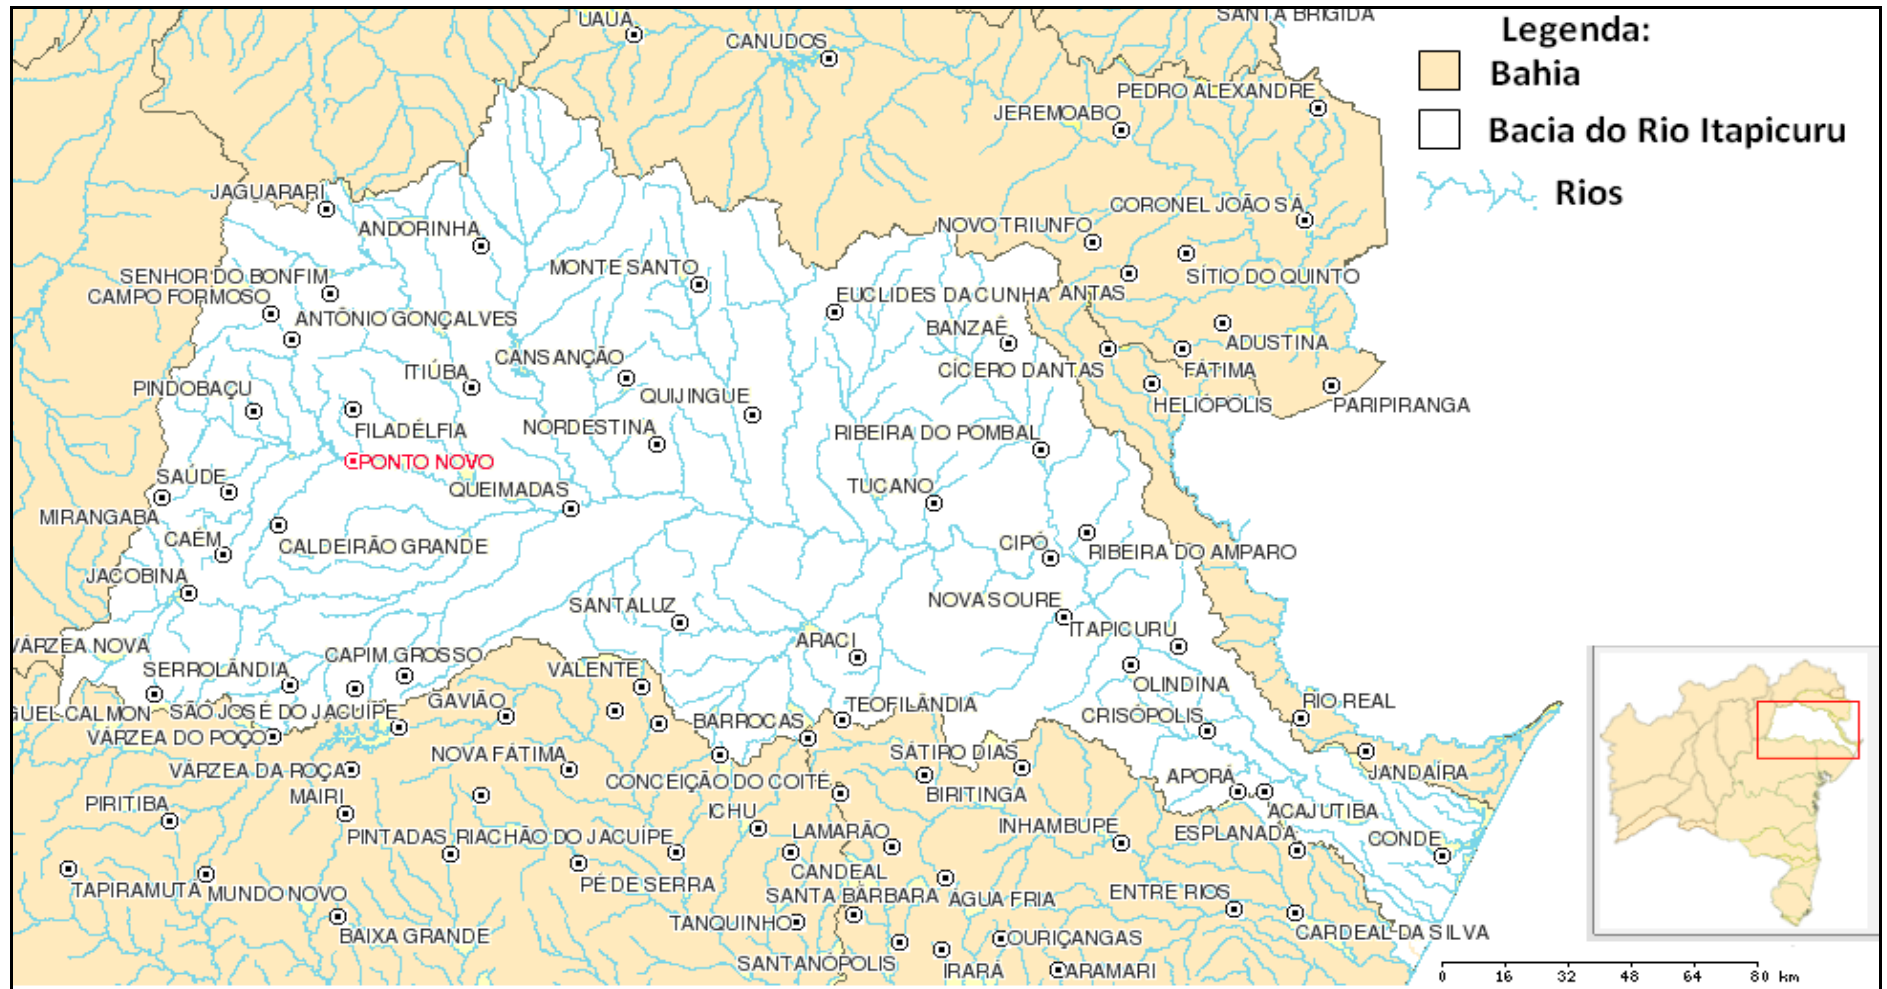 SANTA BRIGIDA
UAUÁ
CANUDOS
Legenda:
Bahia
Bacia do Rio Itapicuru
Rios
PEDRO ALEXANDRE
JEREMOABO
JAGUARARI
ANDORINHA
CORONEL JOÃO SÁ
NOVO TRIUNFO
SENHOR DO BONFIM
MONTE SANTO
SÍTIO DO QUINTO
CAMPO FORMOSO
EUCLIDES DA CUNHA
ANTAS
ANTÔNIO GONÇALVES
BANZAÊ
ADUSTINA
CANSANÇÃO
ITIÚBA
CÍCERO DANTAS
FÁTIMA
PINDOBAÇU
QUIJINGUE
HELIÓPOLIS
PARIPIRANGA
FILADÉLFIA
NORDESTINA
RIBEIRA DO POMBAL
PONTO NOVO
SAÚDE
QUEIMADAS
TUCANO
MIRANGABA
CAÉM
CALDEIRÃO GRANDE
CIPÓ
RIBEIRA DO AMPARO
JACOBINA
SANTALUZ
NOVA SOURE
ITAPICURU
VÁRZEA NOVA
ARACI
SERROLÂNDIA
CAPIM GROSSO
VALENTE
OLINDINA
GUEL CALMON
SÃO JOSÉ DO JACUÍPE
GAVIÃO
TEOFILÂNDIA
RIO REAL
BARROCAS
CRISÓPOLIS
VÁRZEA DO POÇO
NOVA FÁTIMA
SÁTIRO DIAS
VÁRZEA DA ROÇA
CONCEIÇÃO DO COITÉ
BIRITINGA
APORÁ
JANDAÍRA
PIRITIBA
MAIRI
ICHU
ACAJUTIBA
PINTADAS
RIACHÃO DO JACUÍPE
LAMARÃO
INHAMBUPE
ESPLANADA
CONDE
TAPIRAMUTA
MUNDO NOVO
PÉ DE SERRA
CANDEAL
SANTA BÁRBARA
ÁGUA FRIA
ENTRE RIOS
BAIXA GRANDE
TANQUINHO
OURIÇANGAS
CARDEAL DA SILVA
SANTANÓPOLIS
IRARÁ
ARAMARI
0 16 32 48 64 80 km